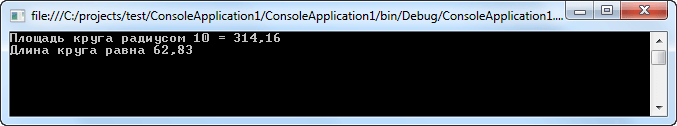 file:///C:/projects/test/ConsoleApplication1/ConsoleApplication1/bin/Debug/ConsoleApplication1....
Площадь круга радиусом 10 = 314,16
Длина круга равна 62,83